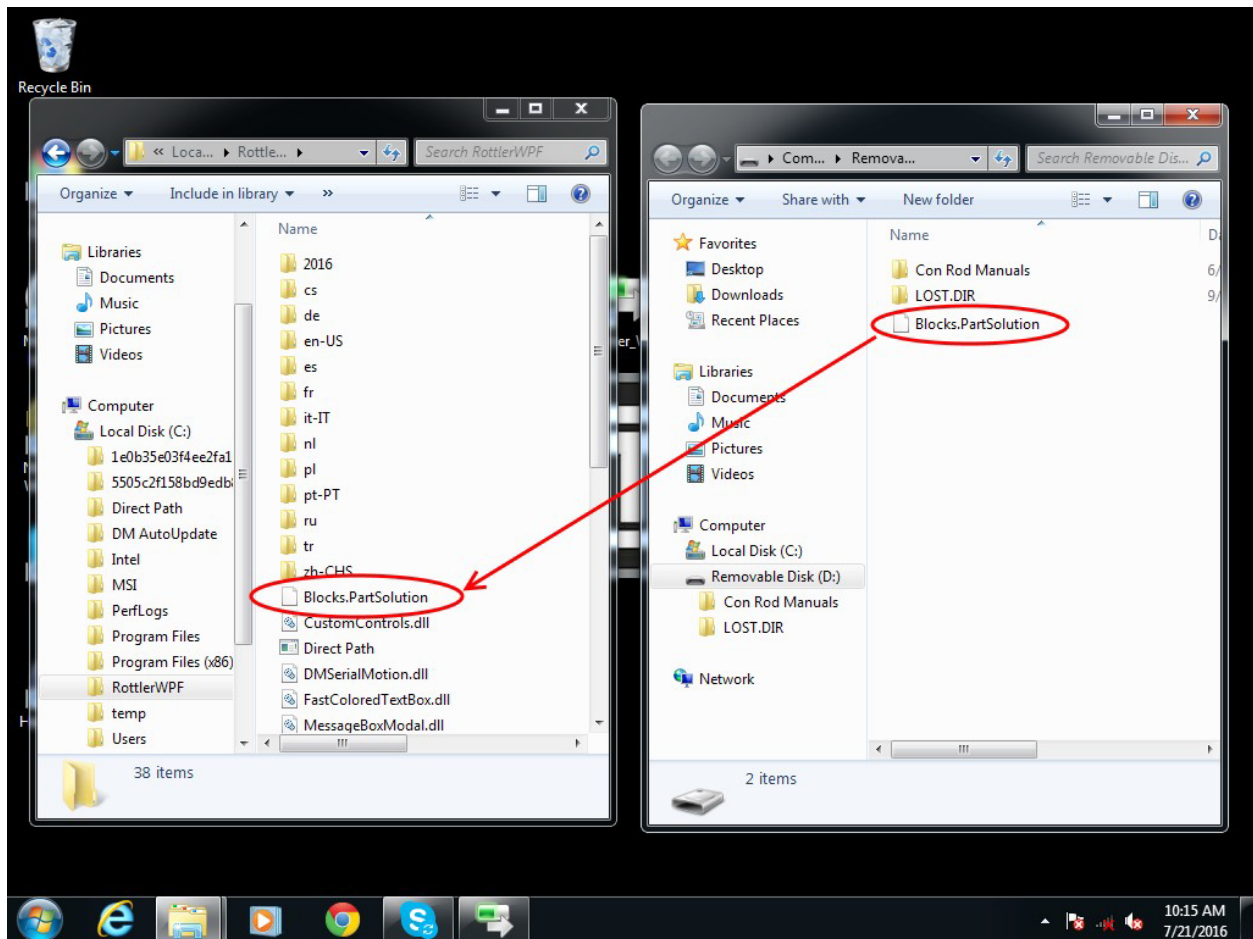 Recycle Bin
« Loca... ▸ Rottle... ▸
Search RottlerWPF
Organize
Include in library
»
Libraries
Documents
Music
Pictures
Videos
Computer
Local Disk (C:)
1e0b35e03f4ee2fa1
5505c2f158bd9edb
Direct Path
DM AutoUpdate
Intel
MSI
PerfLogs
Program Files
Program Files (x86)
RottlerWPF
temp
Users
Name
2016
cs
de
en-US
es
fr
it-IT
nl
pl
pt-PT
ru
tr
zh-CHS
Blocks.PartSolution
CustomControls.dll
Direct Path
DMSerialMotion.dll
FastColoredTextBox.dll
MessageBoxModal.dll
38 items
Com... ▸ Remova...
Search Removable Dis...
Organize
Share with
New folder
Favorites
Desktop
Downloads
Recent Places
Libraries
Documents
Music
Pictures
Videos
Computer
Local Disk (C:)
Removable Disk (D:)
Con Rod Manuals
LOST.DIR
Network
Name
Con Rod Manuals 6/
LOST.DIR 9/
Blocks.PartSolution
2 items
10:15 AM
7/21/2016